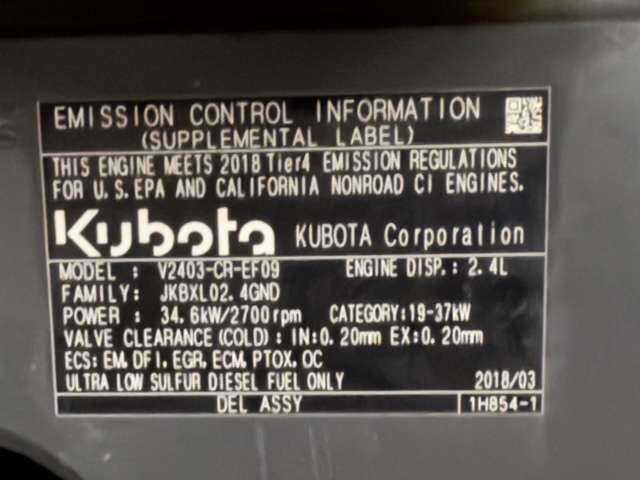 EMISSION CONTROL INFORMATION
(SUPPLEMENTAL LABEL)
THIS ENGINE MEETS 2018 Tier4 EMISSION REGULATIONS
FOR U.S.EPA AND CALIFORNIA NONROAD CI ENGINES.
Kubota KUBOTA Corporation
MODEL : V2403-CR-EF09 ENGINE DISP.: 2.4L
FAMILY: JKBXL02.4GND
POWER : 34.6kW/2700rpm CATEGORY:19-37kW
VALVE CLEARANCE(COLD): IN:0.20mm EX:0.20mm
ECS: EM, DFI, EGR, ECM, PTOX, OC
ULTRA LOW SULFUR DIESEL FUEL ONLY 2018/03
DEL ASSY 1H854-1